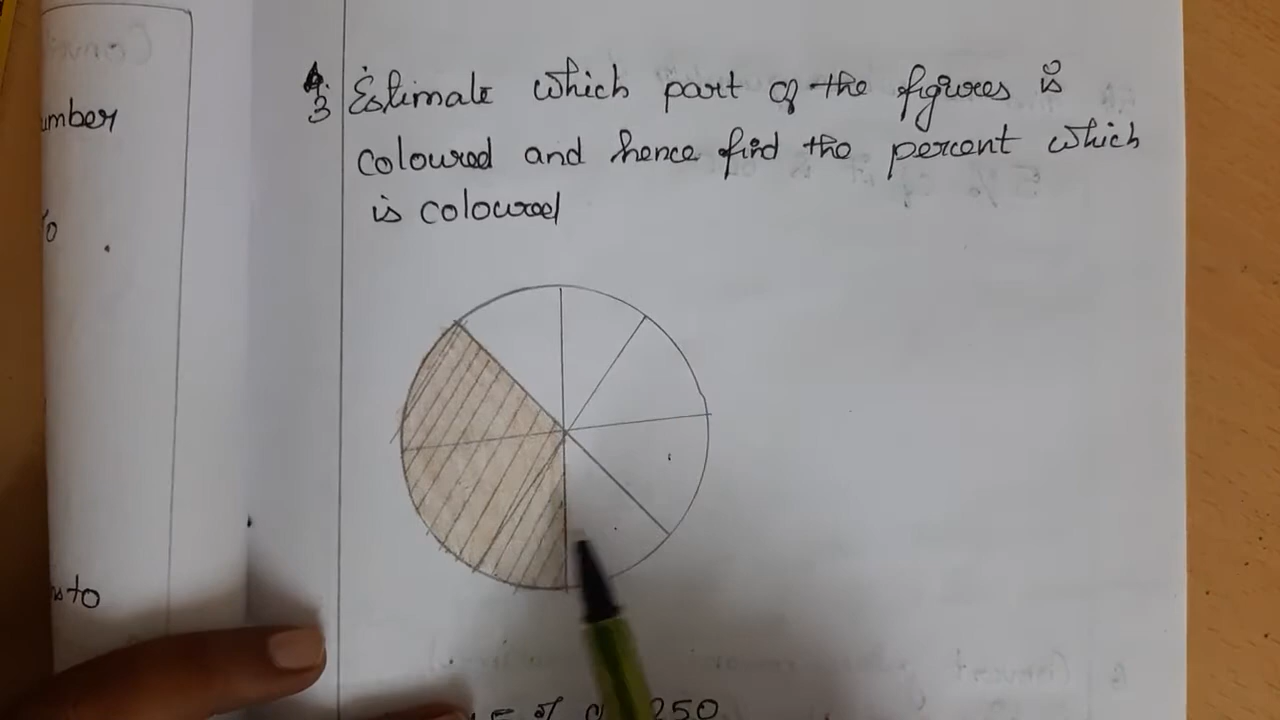 umber
%
s to
3 Estimate which part of the figures is
coloured and hence find the percent which
is coloured
250